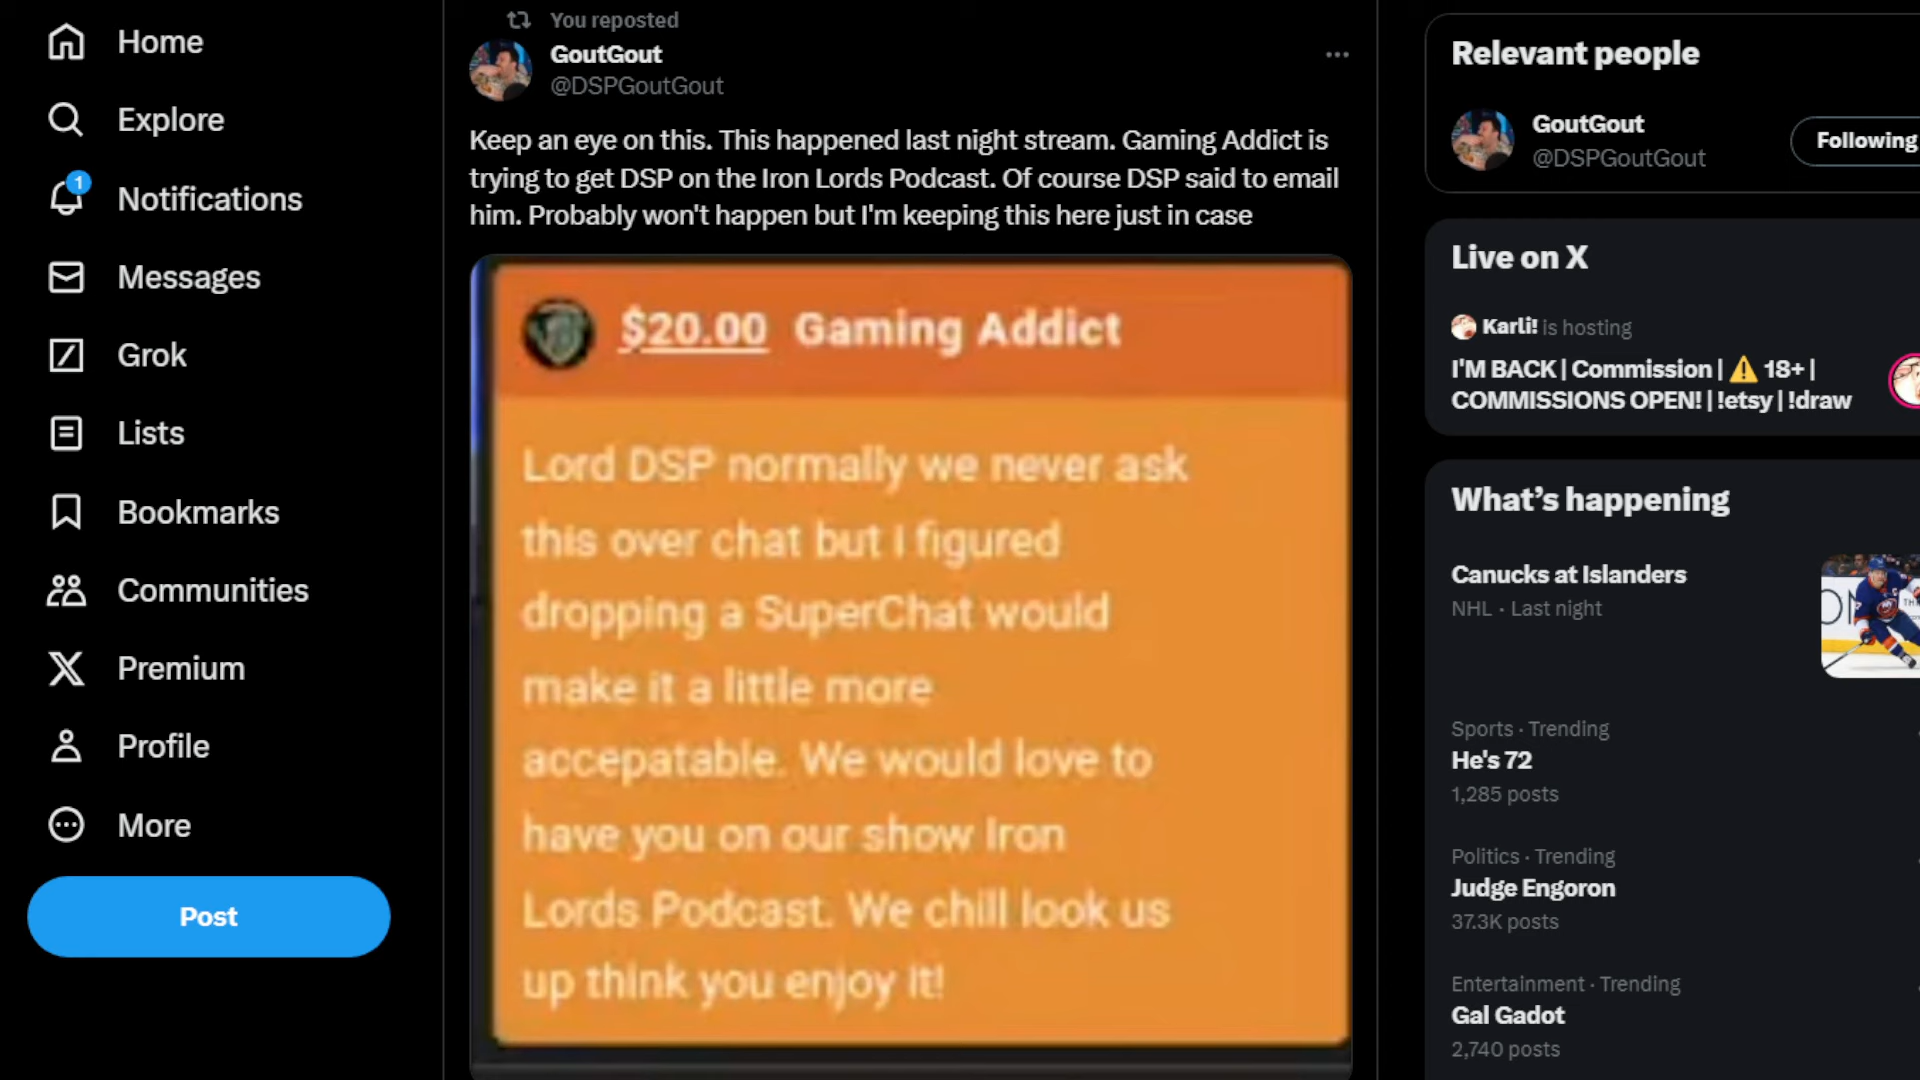 Home
Explore
1
Notifications
Messages
Grok
Lists
Bookmarks
Communities
Premium
Profile
More
Post
You reposted
GoutGout
@DSPGoutGout
Keep an eye on this. This happened last night stream. Gaming Addict is
trying to get DSP on the Iron Lords Podcast. Of course DSP said to email
him. Probably won't happen but I'm keeping this here just in case
$20.00 Gaming Addict
Lord DSP normally we never ask
this over chat but I figured
dropping a SuperChat would
make it a little more
accepatable. We would love to
have you on our show Iron
Lords Podcast. We chill look us
up think you enjoy it!
Relevant people
GoutGout
@DSPGoutGout
Following
Live on X
Karli! is hosting
I'M BACK | Commission | ⚠️ 18+ |
COMMISSIONS OPEN! | !etsy | !draw
What's happening
Canucks at Islanders
NHL · Last night
Sports · Trending
He's 72
1,285 posts
Politics · Trending
Judge Engoron
37.3K posts
Entertainment · Trending
Gal Gadot
2,740 posts